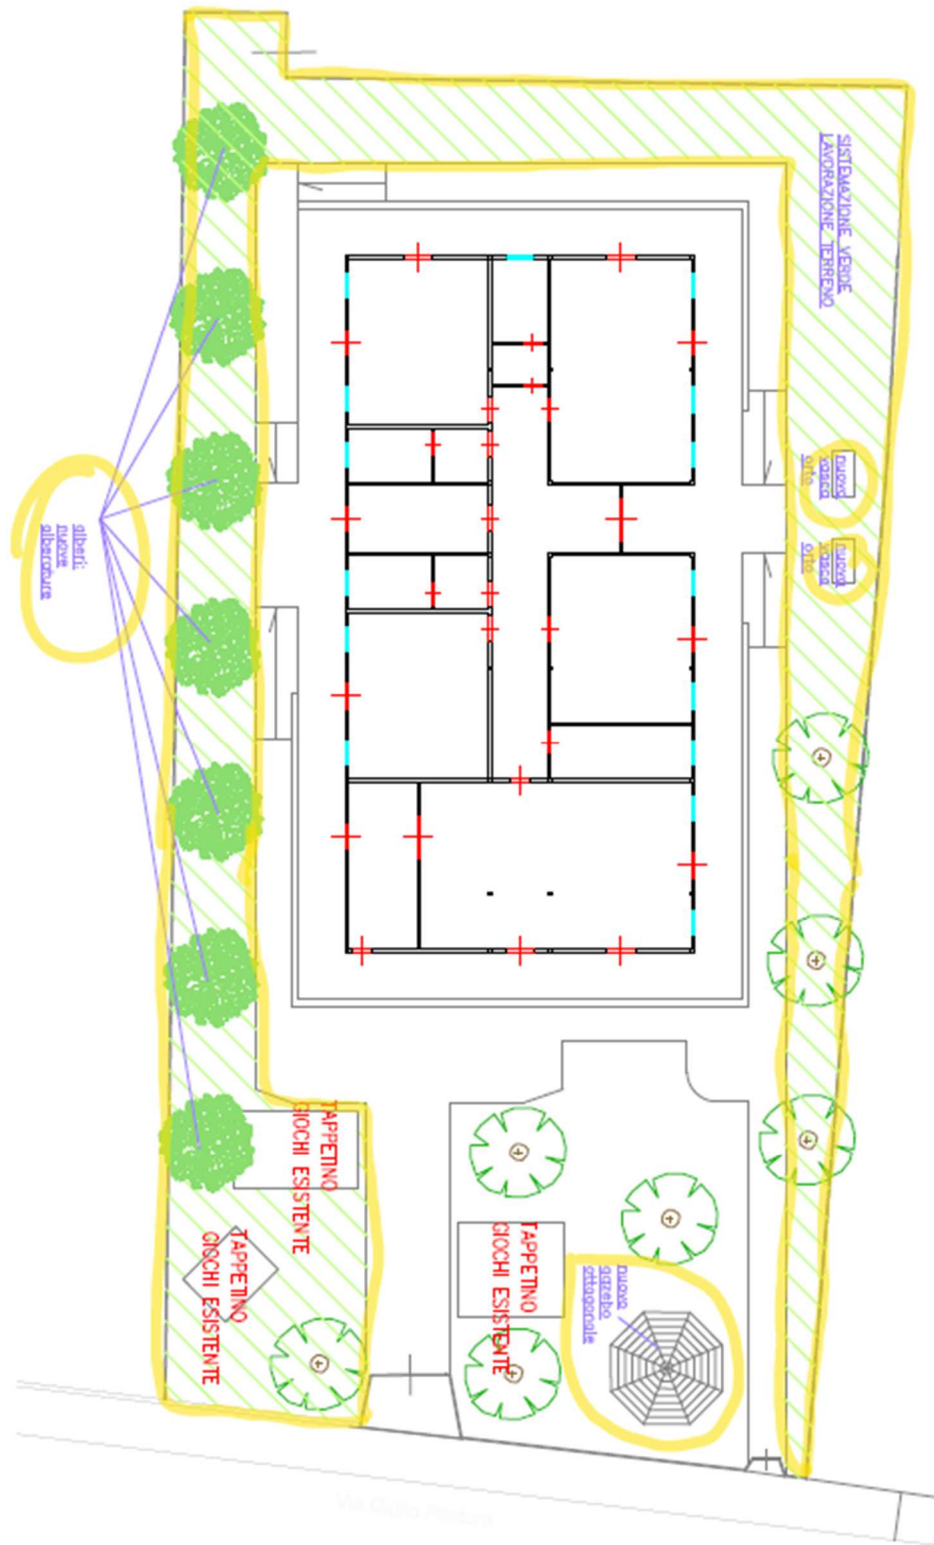 SISTEMAZIONE VERDE
LAVORAZIONE TERRENO
nuova
vasca
orto
nuova
vasca
orto
alberi:
nuove
alberature
TAPPETINO
GIOCHI ESISTENTE
TAPPETINO
GIOCHI ESISTENTE
TAPPETINO
GIOCHI ESISTENTE
nuovo
gazebo
ottagonale